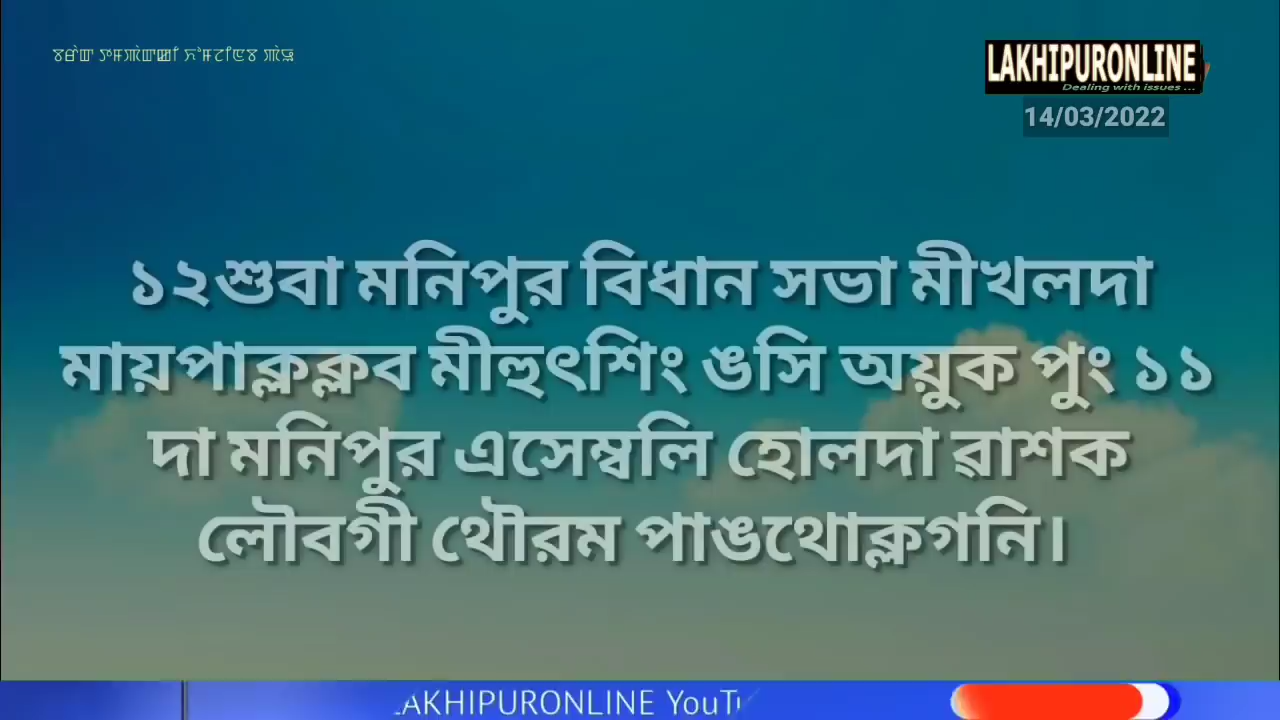 LAKHIPURONLINE
Dealing with issues ...
14/03/2022
১২শুবা মনিপুর বিধান সভা মীখলদা
মায়পাক্লক্লব মীহুৎশিং ঙসি অয়ুক পুং ১১
দা মনিপুর এসেম্বলি হোলদা ৱাশক
লৌবগী থৌরম পাঙথোক্লগনি।
LAKHIPURONLINE YouTu